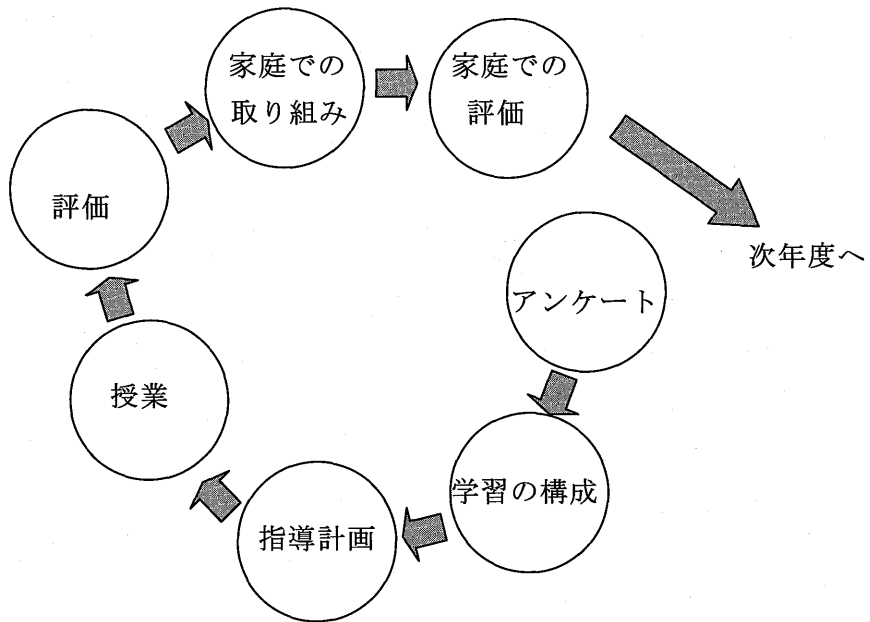 家庭での
取り組み
家庭での
評価
次年度へ
アンケート
学習の構成
指導計画
授業
評価